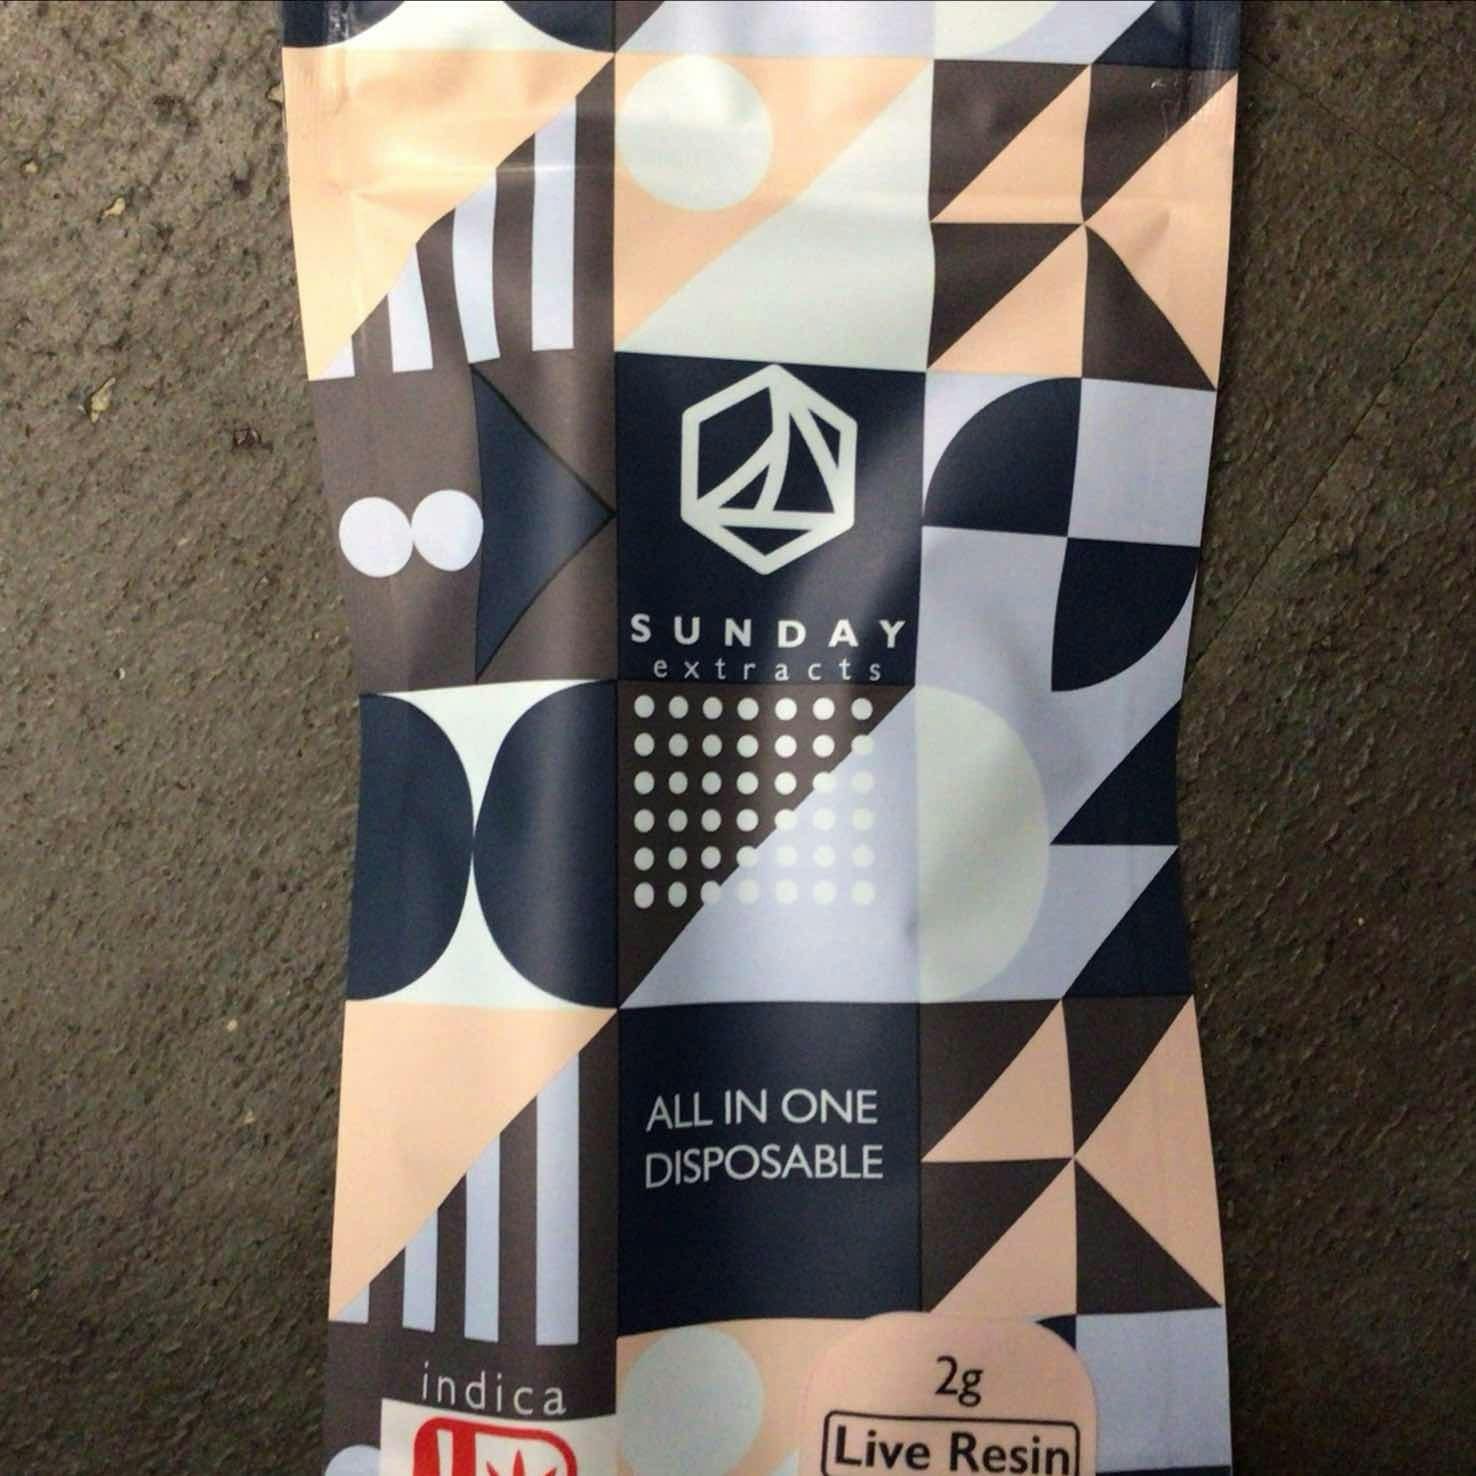 SUNDAY
extracts
ALL IN ONE
DISPOSABLE
indica
2g
Live Resin